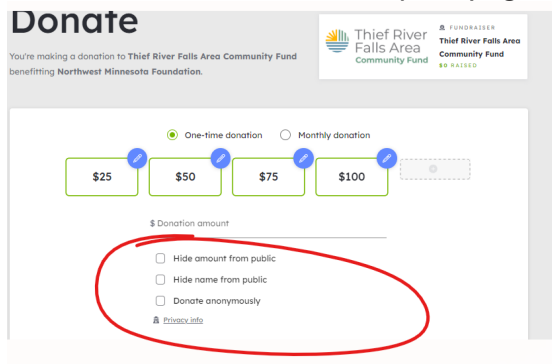 Donate
You're making a donation to Thief River Falls Area Community Fund
benefitting Northwest Minnesota Foundation.
Thief River
Falls Area
Community Fund
FUNDRAISER
Thief River Falls Area
Community Fund
$0 RAISED
One-time donation
Monthly donation
$25
$50
$75
$100
$ Donation amount
Hide amount from public
Hide name from public
Donate anonymously
Privacy info